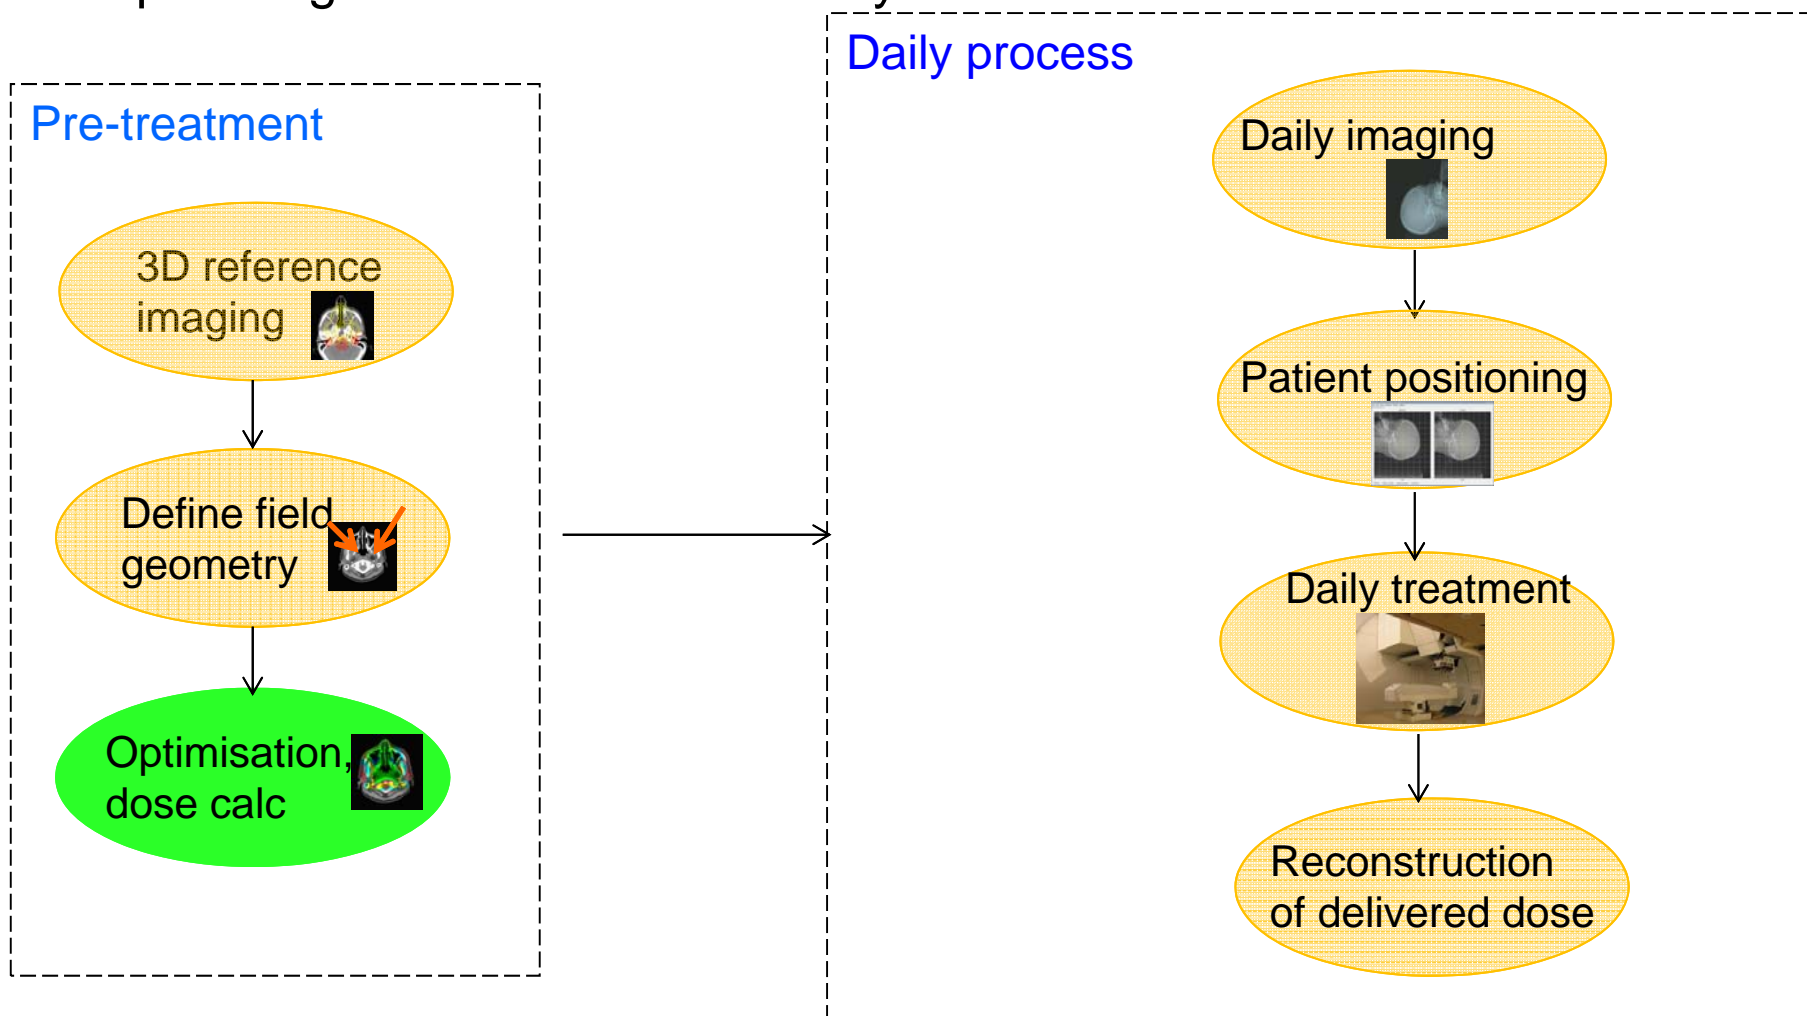 Daily process
Pre-treatment
Daily imaging
3D reference
imaging
Patient positioning
Define field
geometry
Daily treatment
Optimisation,
dose calc
Reconstruction
of delivered dose